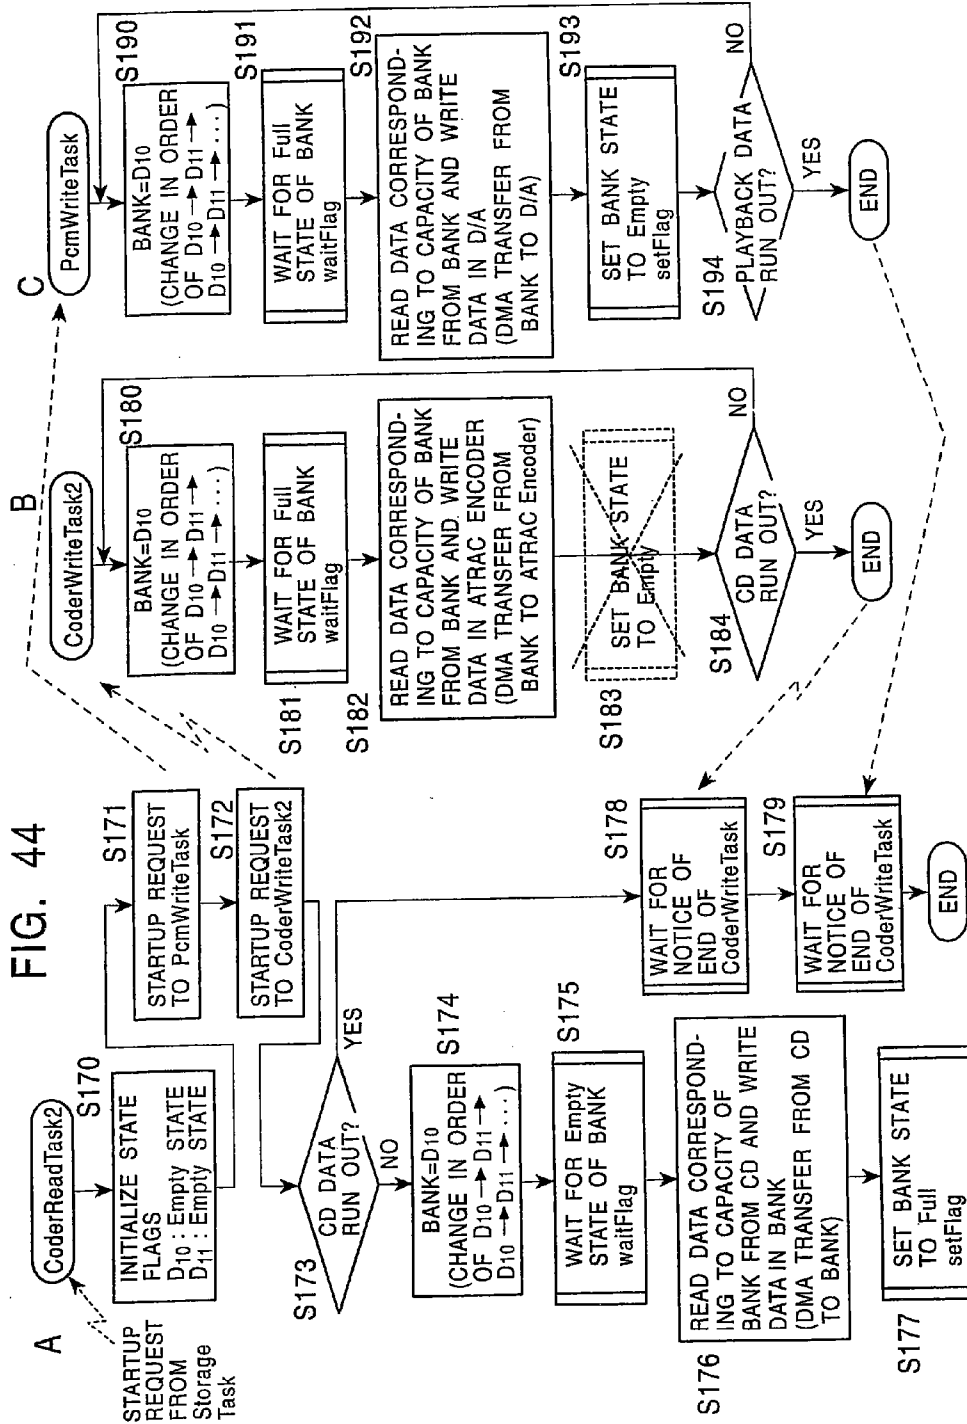 FIG. 44
A
STARTUP
REQUEST
FROM
Storage
Task
CoderReadTask2
S170
INITIALIZE STATE
FLAGS
D10 : Empty STATE
D11 : Empty STATE
S171
STARTUP REQUEST
TO PcmWriteTask
S172
STARTUP REQUEST
TO CoderWriteTask2
S173
CD DATA
RUN OUT?
YES
NO
S174
BANK=D10
(CHANGE IN ORDER
OF D10 → D11 →
D10 → D11 → ···)
S175
WAIT FOR Empty
STATE OF BANK
waitFlag
S176
READ DATA CORRESPOND-
ING TO CAPACITY OF
BANK FROM CD AND WRITE
DATA IN BANK
(DMA TRANSFER FROM CD
TO BANK)
S177
SET BANK STATE
TO Full
setFlag
S178
WAIT FOR
NOTICE OF
END OF
CoderWriteTask
S179
WAIT FOR
NOTICE OF
END OF
CoderWriteTask
END
B
CoderWriteTask2
S180
BANK=D10
(CHANGE IN ORDER
OF D10 → D11 →
D10 → D11 → ···)
S181
WAIT FOR Full
STATE OF BANK
waitFlag
S182
READ DATA CORRESPOND-
ING TO CAPACITY OF BANK
FROM BANK AND WRITE
DATA IN ATRAC ENCODER
(DMA TRANSFER FROM
BANK TO ATRAC Encoder)
S183
SET BANK STATE
TO Empty
S184
CD DATA
RUN OUT?
NO
YES
END
C
PcmWriteTask
S190
BANK=D10
(CHANGE IN ORDER
OF D10 → D11 →
D10 → D11 → ···)
S191
WAIT FOR Full
STATE OF BANK
waitFlag
S192
READ DATA CORRESPOND-
ING TO CAPACITY OF BANK
FROM BANK AND WRITE
DATA IN D/A
(DMA TRANSFER FROM
BANK TO D/A)
S193
SET BANK STATE
TO Empty
setFlag
S194
PLAYBACK DATA
RUN OUT?
NO
YES
END